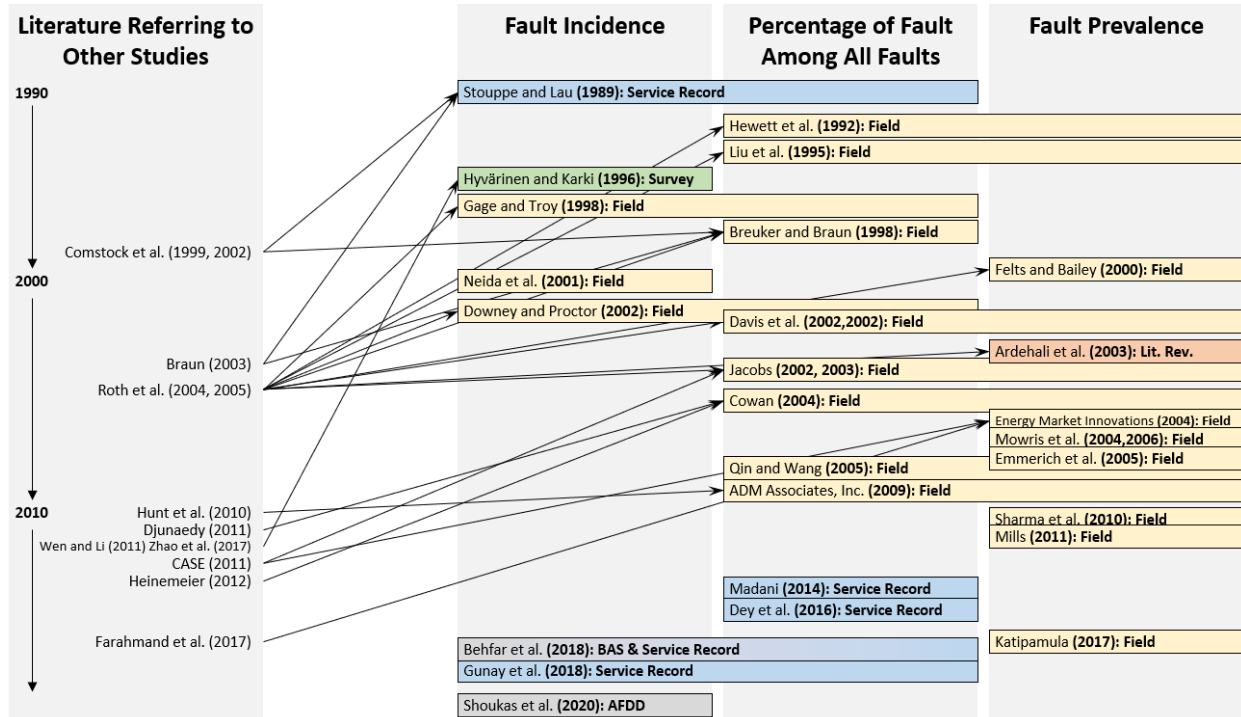 Literature Referring to
Other Studies
Fault Incidence
Percentage of Fault
Among All Faults
Fault Prevalence
1990
2000
2010
Comstock et al. (1999, 2002)
Braun (2003)
Roth et al. (2004, 2005)
Hunt et al. (2010)
Djunaedy (2011)
Wen and Li (2011) Zhao et al. (2017)
CASE (2011)
Heinemeier (2012)
Farahmand et al. (2017)
Stouppe and Lau (1989): Service Record
Hewett et al. (1992): Field
Liu et al. (1995): Field
Hyvärinen and Karki (1996): Survey
Gage and Troy (1998): Field
Breuker and Braun (1998): Field
Felts and Bailey (2000): Field
Neida et al. (2001): Field
Downey and Proctor (2002): Field
Davis et al. (2002,2002): Field
Ardehali et al. (2003): Lit. Rev.
Jacobs (2002, 2003): Field
Cowan (2004): Field
Energy Market Innovations (2004): Field
Mowris et al. (2004,2006): Field
Emmerich et al. (2005): Field
Qin and Wang (2005): Field
ADM Associates, Inc. (2009): Field
Sharma et al. (2010): Field
Mills (2011): Field
Madani (2014): Service Record
Dey et al. (2016): Service Record
Katipamula (2017): Field
Behfar et al. (2018): BAS & Service Record
Gunay et al. (2018): Service Record
Shoukas et al. (2020): AFDD